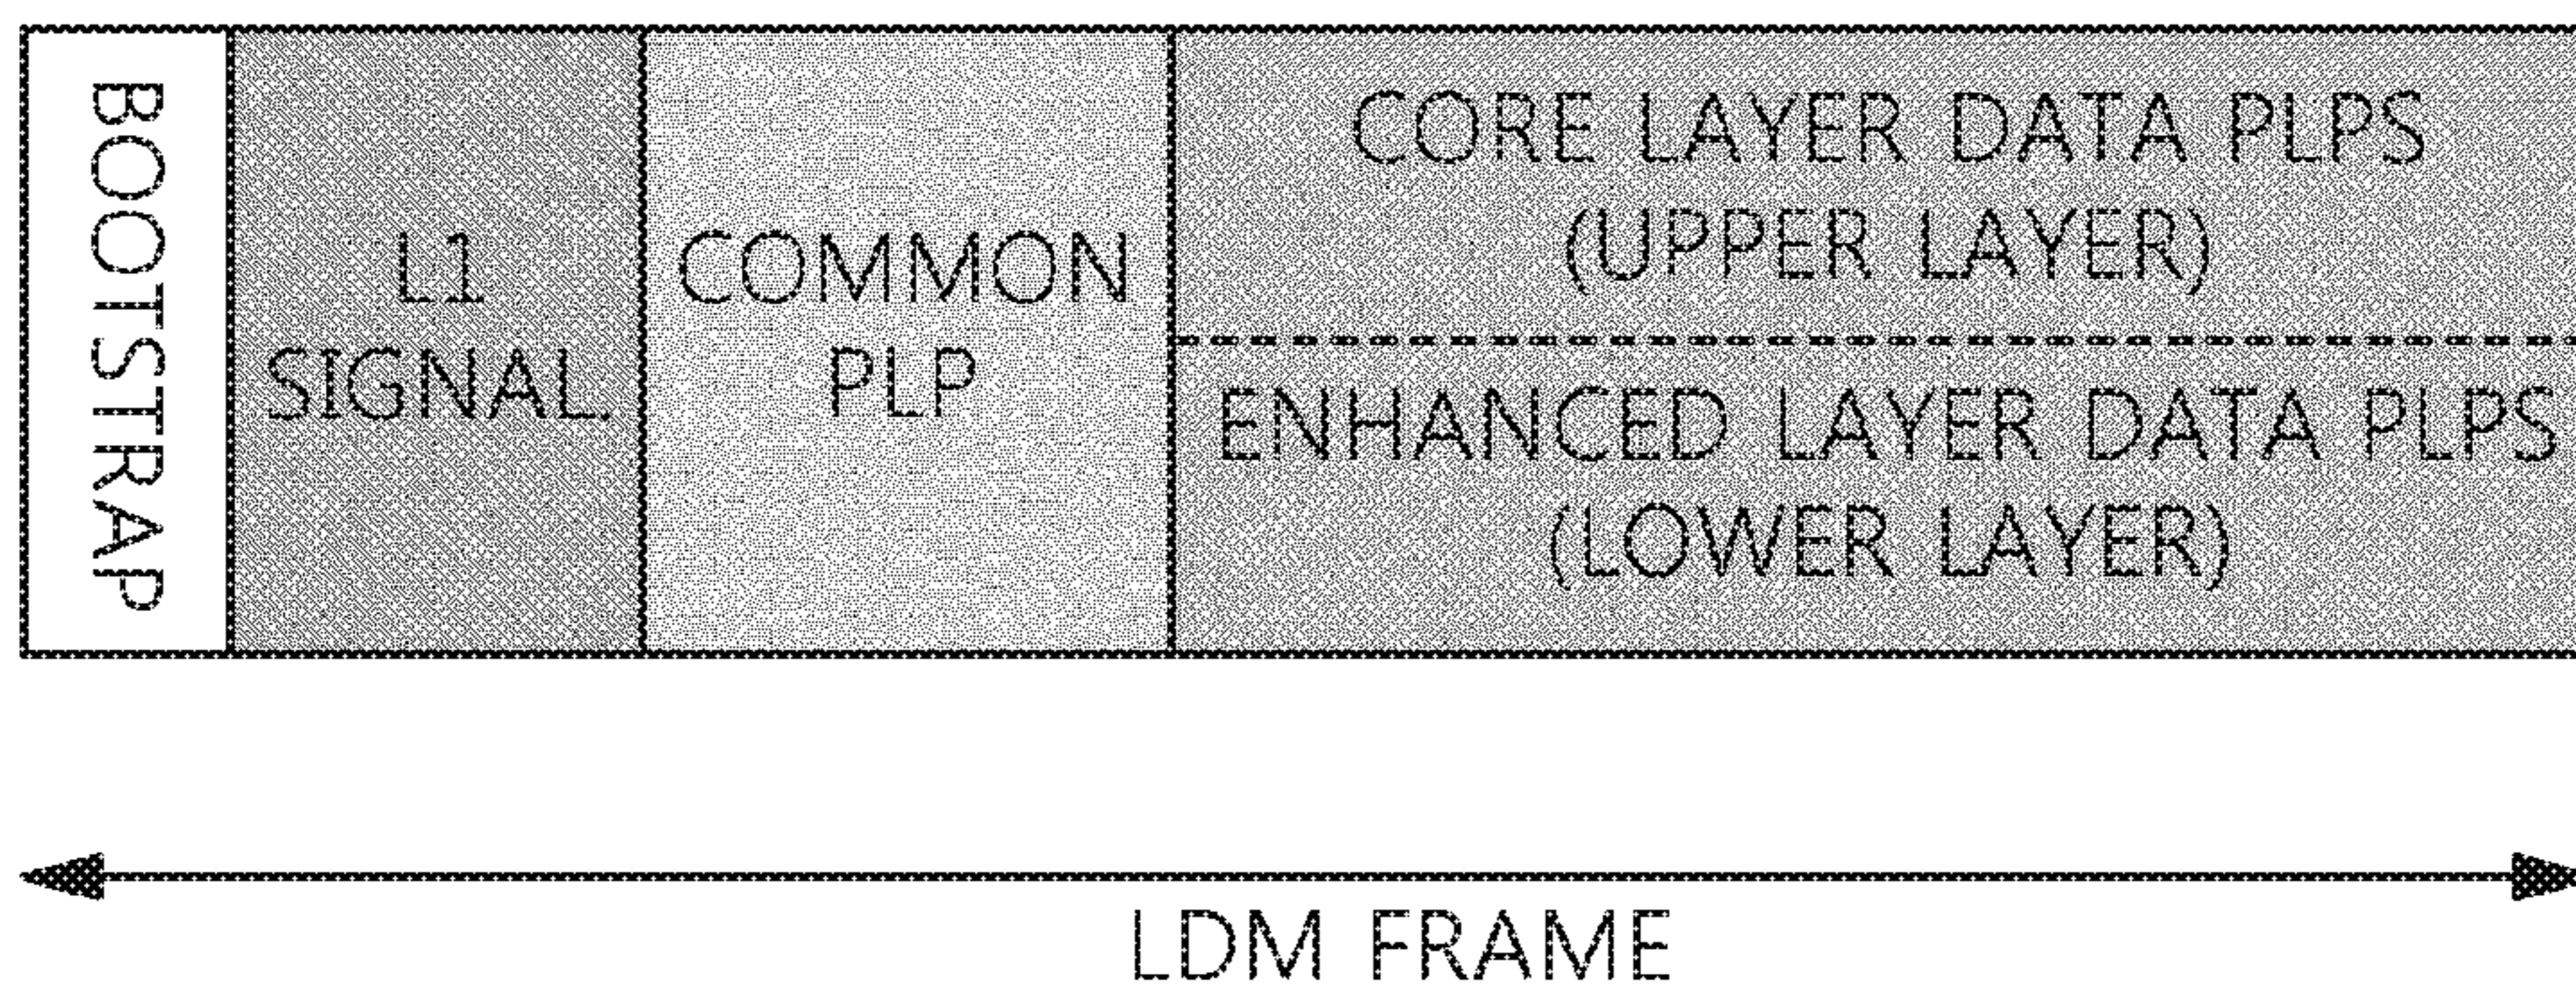 BOOTSTRAP
L1
SIGNAL.
COMMON
PLP
CORE LAYER DATA PLPS
(UPPER LAYER)
ENHANCED LAYER DATA PLPS
(LOWER LAYER)
LDM FRAME